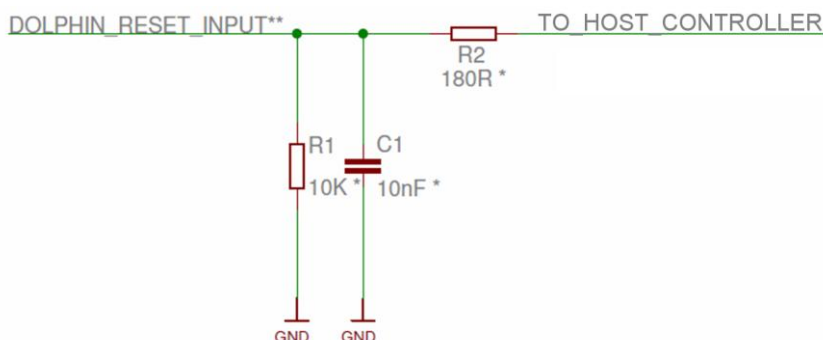 DOLPHIN_RESET_INPUT**
TO_HOST_CONTROLLER
R2
180R *
R1
10K *
C1
10nF *
GND
GND